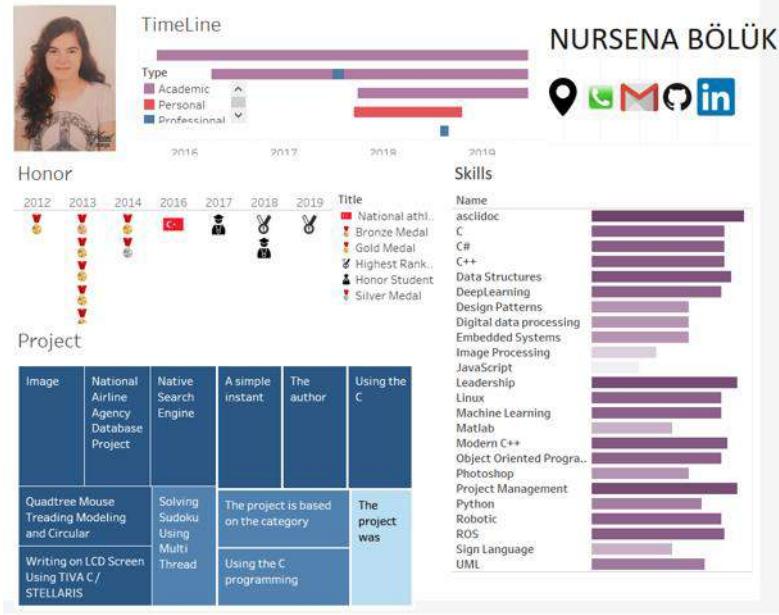 TimeLine
NURSENA BÖLÜK
Type
Academic
Personal
Professional
2016 2017 2018 2019
Honor
2012 2013 2014 2016 2017 2018 2019
Title
National athl..
Bronze Medal
Gold Medal
Highest Rank..
Honor Student
Silver Medal
Skills
Name
asciidoc
C
C#
C++
Data Structures
DeepLearning
Design Patterns
Digital data processing
Embedded Systems
Image Processing
JavaScript
Leadership
Linux
Machine Learning
Matlab
Modern C++
Object Oriented Progra..
Photoshop
Project Management
Python
Robotic
ROS
Sign Language
UML
Project
Image
National
Airline
Agency
Database
Project
Native
Search
Engine
A simple
instant
The
author
Using the
C
Quadtree Mouse
Treading Modeling
and Circular
Solving
Sudoku
Using
Multi
Thread
The project is based
on the category
The
project
was
Writing on LCD Screen
Using TIVA C /
STELLARIS
Using the C
programming
in